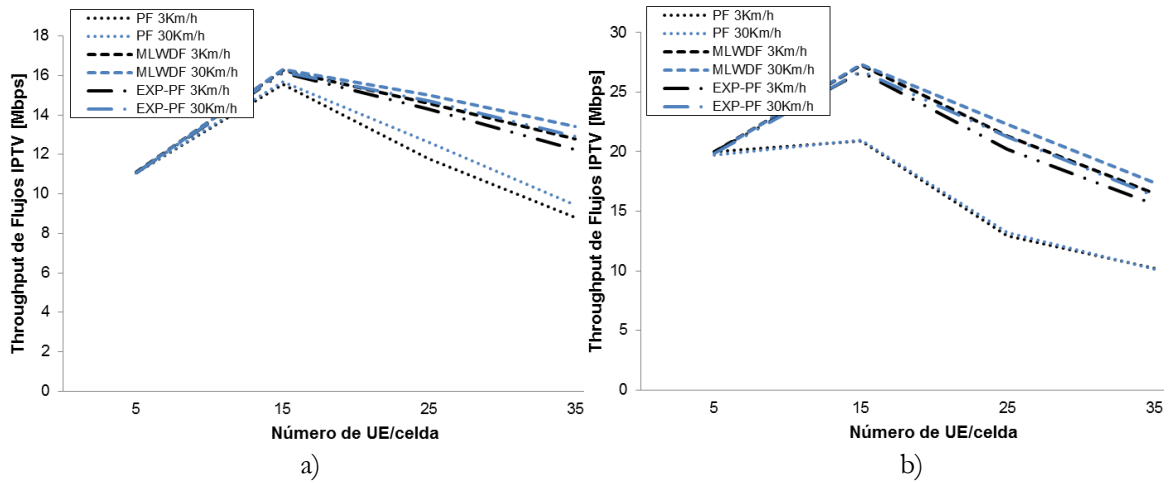 PF 3Km/h
PF 30Km/h
MLWDF 3Km/h
MLWDF 30Km/h
EXP-PF 3Km/h
EXP-PF 30Km/h
Throughput de Flujos IPTV [Mbps]
18
16
14
12
10
8
6
4
2
0
5
15
25
35
Número de UE/celda
a)
PF 3Km/h
PF 30Km/h
MLWDF 3Km/h
MLWDF 30Km/h
EXP-PF 3Km/h
EXP-PF 30Km/h
Throughput de Flujos IPTV [Mbps]
30
25
20
15
10
5
0
5
15
25
35
Número de UE/celda
b)